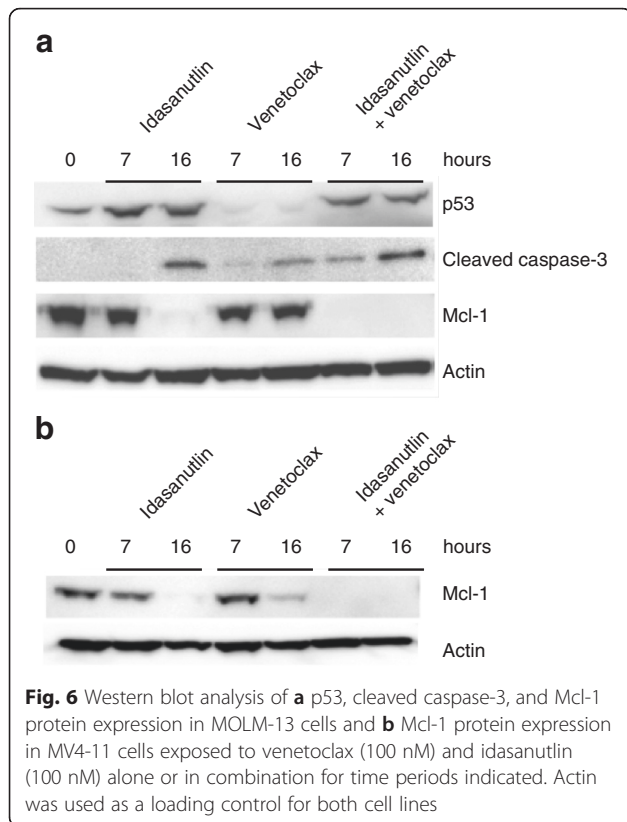 a
Idasanutlin
Venetoclax
Idasanutlin
+ venetoclax
0 7 16 7 16 7 16 hours
p53
Cleaved caspase-3
Mcl-1
Actin
b
Idasanutlin
Venetoclax
Idasanutlin
+ venetoclax
0 7 16 7 16 7 16 hours
Mcl-1
Actin
Fig. 6 Western blot analysis of a p53, cleaved caspase-3, and Mcl-1
protein expression in MOLM-13 cells and b Mcl-1 protein expression
in MV4-11 cells exposed to venetoclax (100 nM) and idasanutlin
(100 nM) alone or in combination for time periods indicated. Actin
was used as a loading control for both cell lines